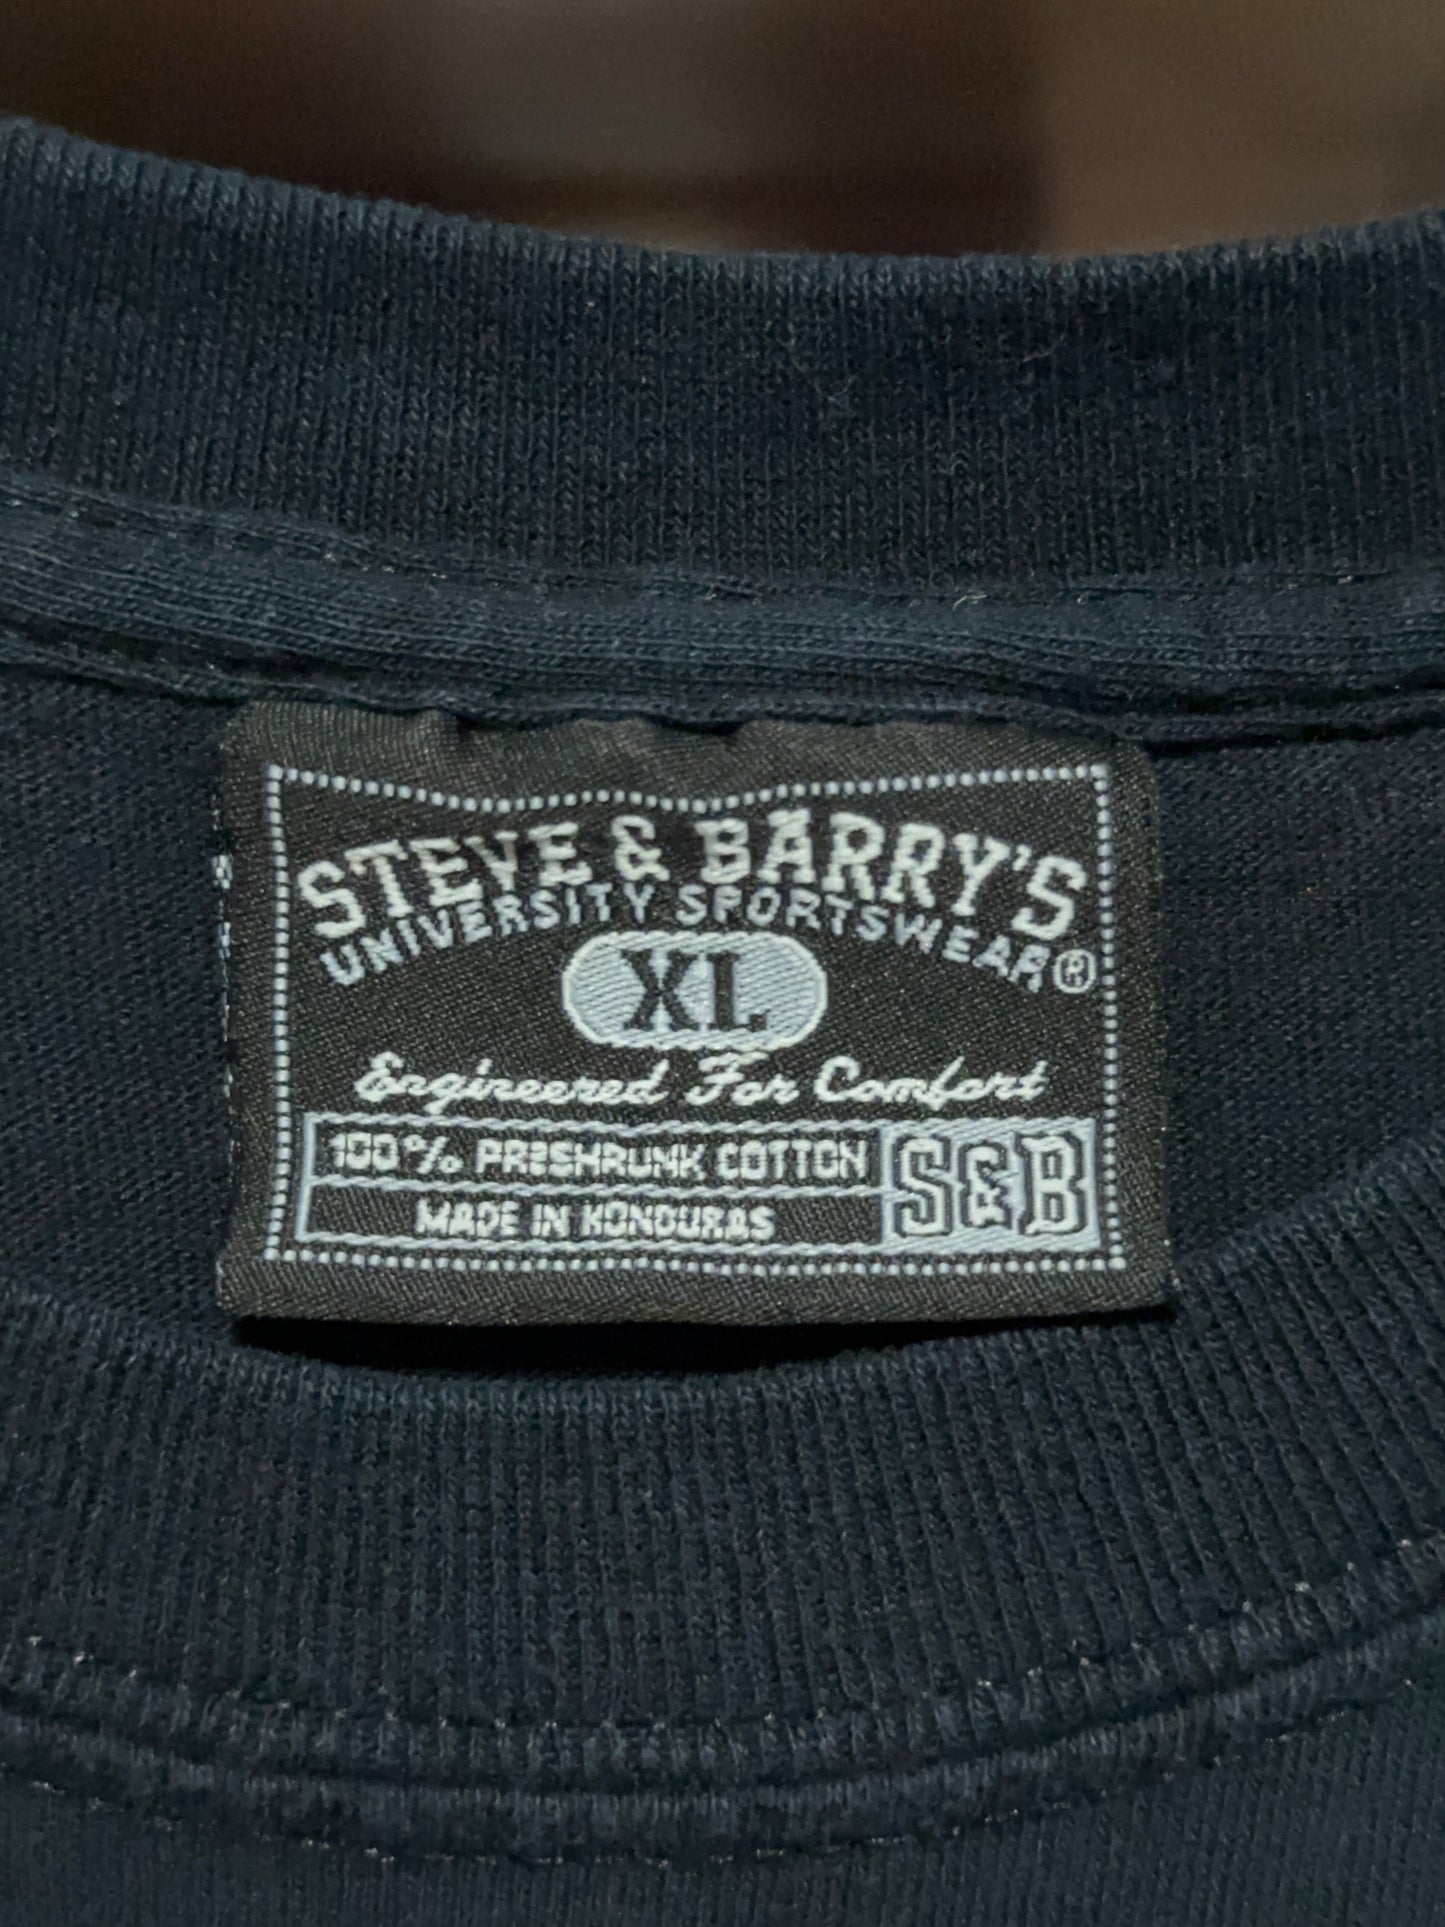 STEVE & BARRY'S
UNIVERSITY SPORTSWEAR®
XL
Engineered For Comfort
100% PRESHRUNK COTTON
MADE IN HONDURAS
S&B